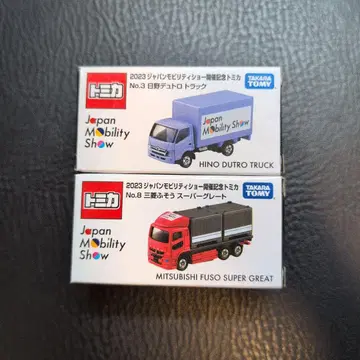 トミカ
2023 ジャパンモビリティショー開催記念トミカ
No.3 日野デュトロ トラック
TAKARA
TOMY
Japan
Mobility
Show
Japan
Mobility Show
HINO DUTRO TRUCK
トミカ
2023 ジャパンモビリティショー開催記念トミカ
No.8 三菱ふそう スーパーグレート
TAKARA
TOMY
Japan
Mobility
Show
MITSUBISHI FUSO SUPER GREAT